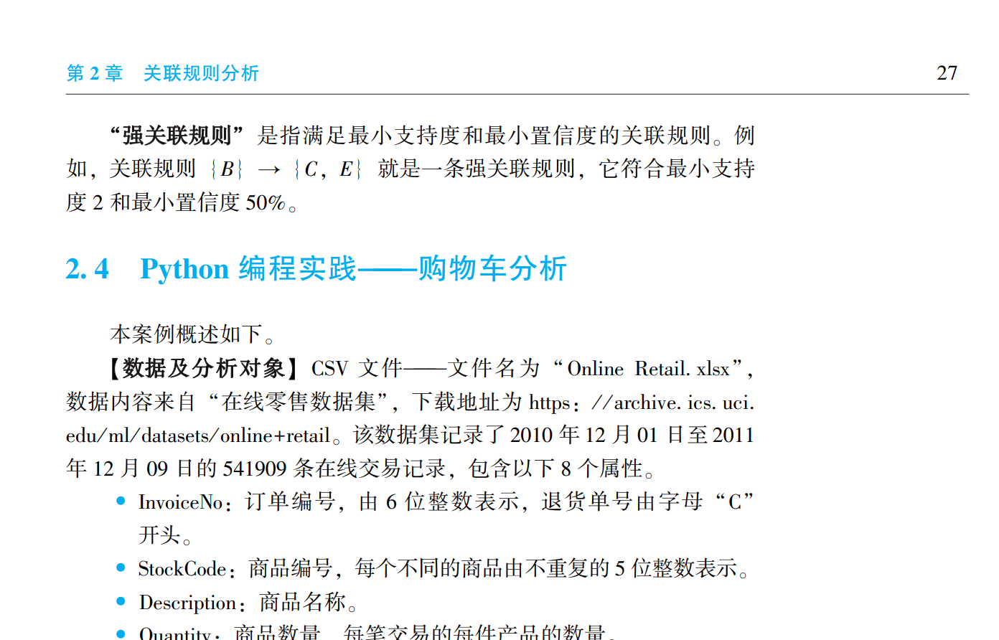 第 2 章 关联规则分析 27
“强关联规则” 是指满足最小支持度和最小置信度的关联规则。例
如，关联规则 {B} → {C，E} 就是一条强关联规则，它符合最小支持
度 2 和最小置信度 50%。
2. 4 Python 编程实践——购物车分析
本案例概述如下。
【数据及分析对象】CSV 文件——文件名为 “Online Retail. xlsx”，
数据内容来自 “在线零售数据集”，下载地址为 https：//archive. ics. uci.
edu/ml/datasets/online+retail。该数据集记录了 2010 年 12 月 01 日至 2011
年 12 月 09 日的 541909 条在线交易记录，包含以下 8 个属性。
• InvoiceNo：订单编号，由 6 位整数表示，退货单号由字母 “C”
开头。
• StockCode：商品编号，每个不同的商品由不重复的 5 位整数表示。
• Description：商品名称。
• Quantity：商品数量，每笔交易的每件产品的数量。